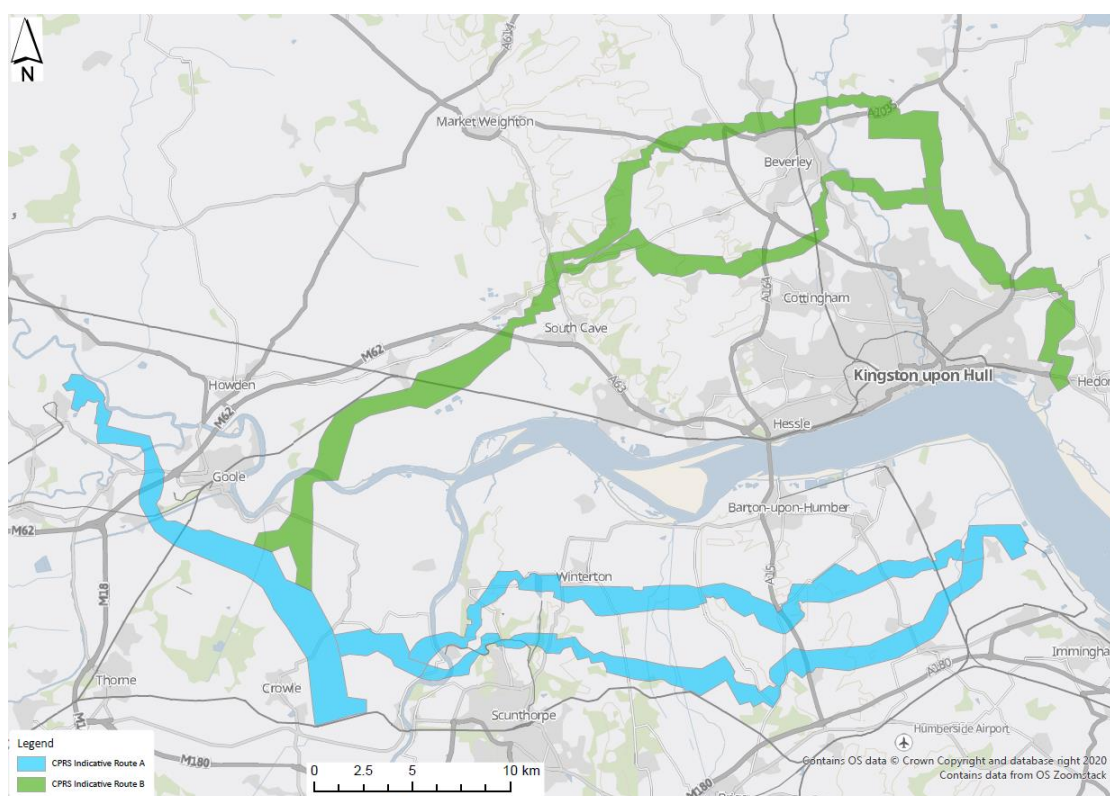 N
A614
Market Weighton
A1035
Beverley
Cottingham
A164
South Cave
M62
A63
Howden
M62
Kingston upon Hull
Hedon
Hessle
Goole
M62
Barton-upon-Humber
M18
A15
Winterton
Thorne
Crowle
Scunthorpe
A180
Immingham
Humberside Airport
M180
M180
Legend
CPRS Indicative Route A
CPRS Indicative Route B
0 2.5 5 10 km
Contains OS data © Crown Copyright and database right 2020
Contains data from OS Zoomstack